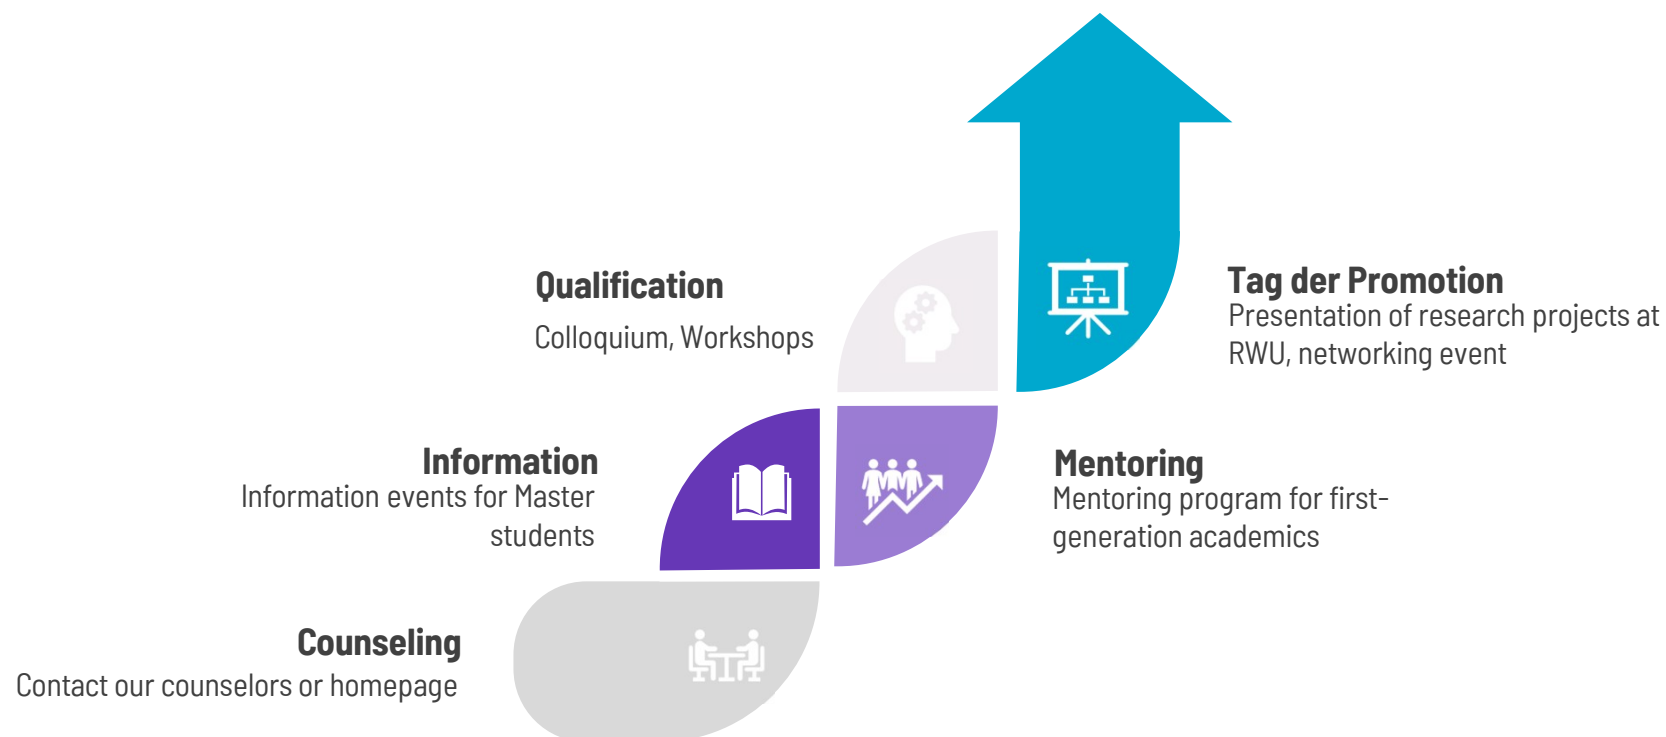 Qualification
Colloquium, Workshops
Tag der Promotion
Presentation of research projects at
RWU, networking event
Information
Information events for Master
students
Mentoring
Mentoring program for first-
generation academics
Counseling
Contact our counselors or homepage